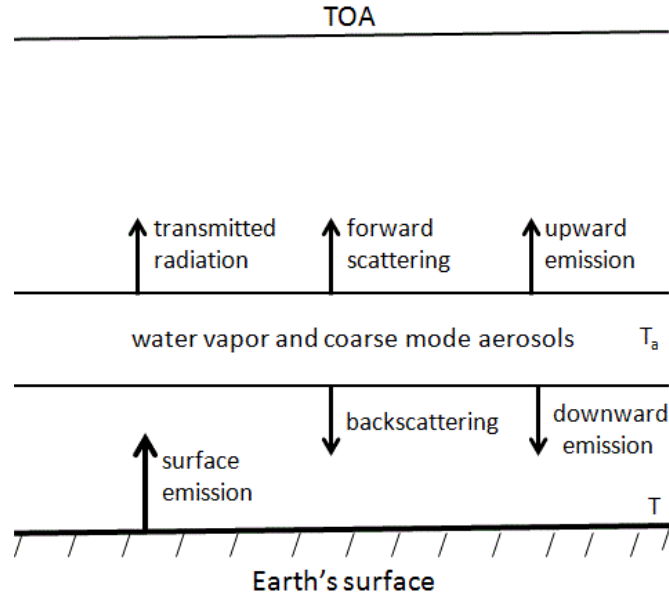 TOA
transmitted
radiation
forward
scattering
upward
emission
water vapor and coarse mode aerosols
Ta
backscattering
downward
emission
surface
emission
T
Earth's surface